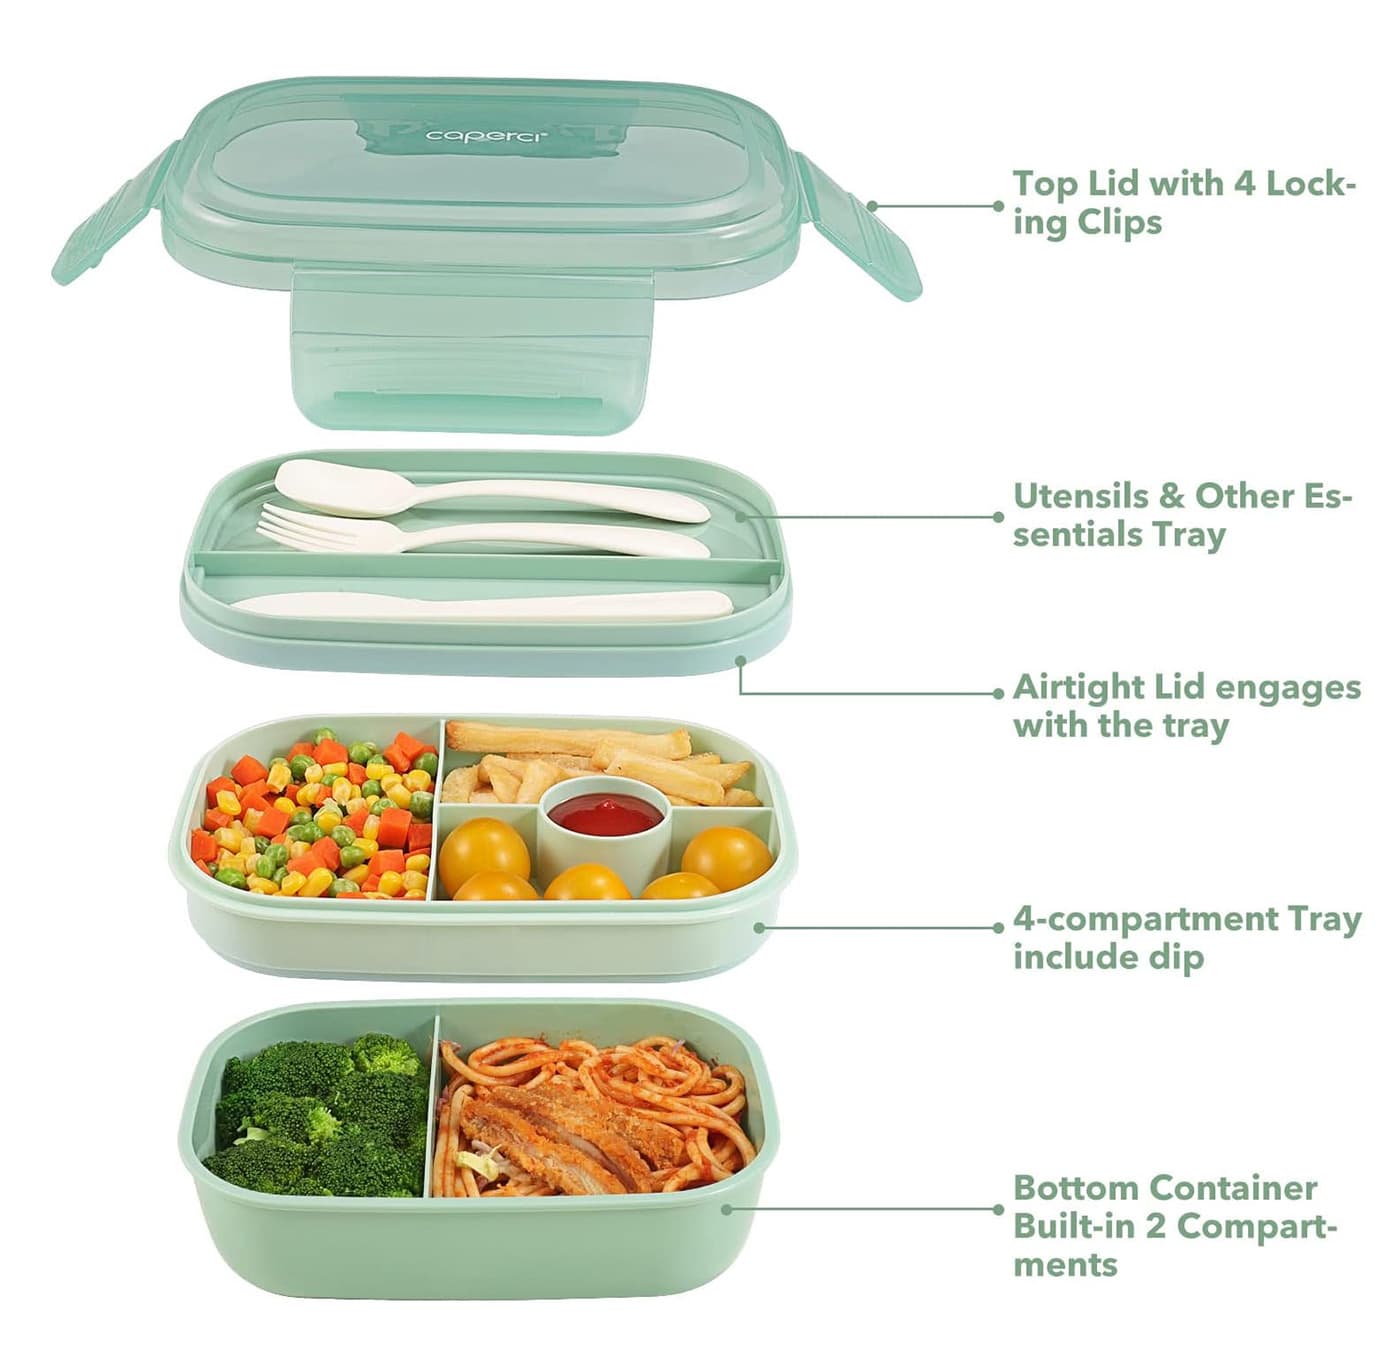 caperci®
Top Lid with 4 Lock-
ing Clips
Utensils & Other Es-
sentials Tray
Airtight Lid engages
with the tray
4-compartment Tray
include dip
Bottom Container
Built-in 2 Compart-
ments